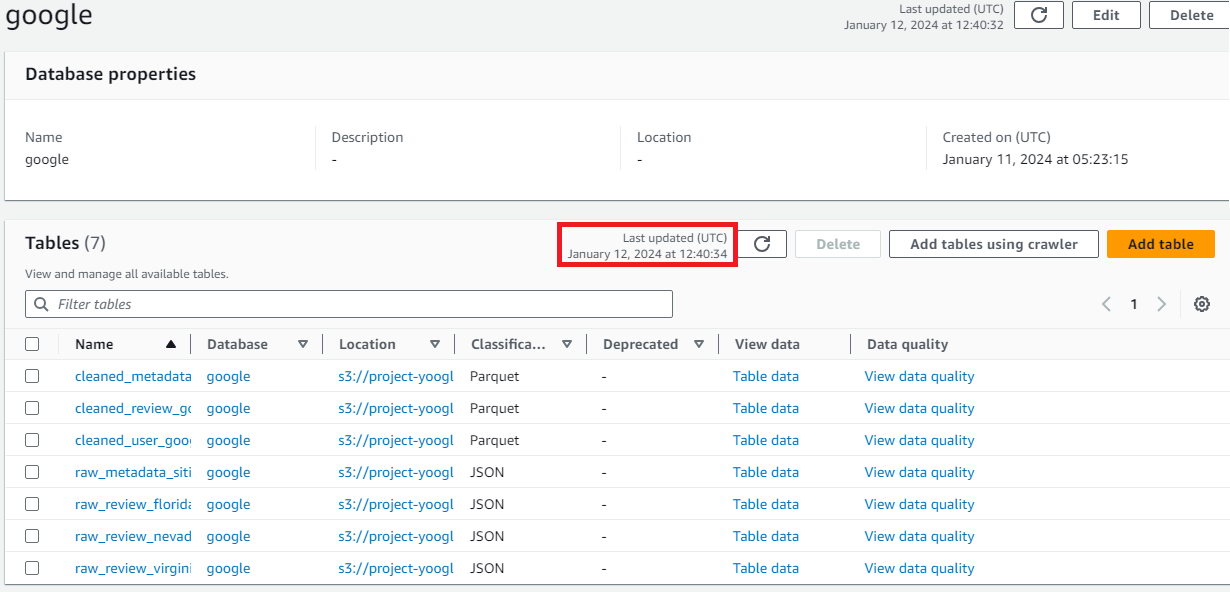 google
Last updated (UTC)
January 12, 2024 at 12:40:32
Edit
Delete
Database properties
Name
google
Description
-
Location
-
Created on (UTC)
January 11, 2024 at 05:23:15
Tables (7)
Last updated (UTC)
January 12, 2024 at 12:40:34
Delete
Add tables using crawler
Add table
View and manage all available tables.
Filter tables
1
Name Database Location Classifica... Deprecated View data Data quality
cleaned_metadata google s3://project-yoogl Parquet - Table data View data quality
cleaned_review_go google s3://project-yoogl Parquet - Table data View data quality
cleaned_user_goo google s3://project-yoogl Parquet - Table data View data quality
raw_metadata_siti google s3://project-yoogl JSON - Table data View data quality
raw_review_florida google s3://project-yoogl JSON - Table data View data quality
raw_review_nevad google s3://project-yoogl JSON - Table data View data quality
raw_review_virgini google s3://project-yoogl JSON - Table data View data quality